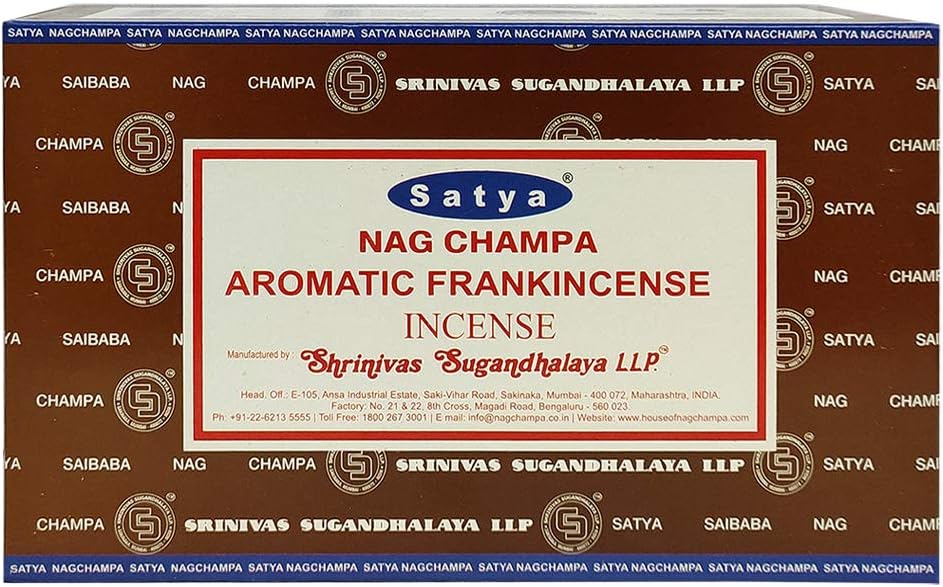 SATYA NAGCHAMPA SATYA NAGCHAMPA SATYA NAGCHAMPA SATYA NAGCHAMPA SATYA NAGCHAMPA SATYA NAGCHAMPA SATYA NAGCHAMPA SATYA NAGCHAMPA
YA SAIBABA NAG CHAMPA SRINIVAS SUGANDHALAYA LLP SATYA SAI
CHAMPA NAG CHAMP
YA SAIBABA N SATYA SAI
CHAMPA NAG CHAMP
YA SAIBABA N SATYA SAI
CHAMPA NAG CHAMP
Satya®
NAG CHAMPA
AROMATIC FRANKINCENSE
INCENSE
Manufactured by : Shrinivas Sugandhalaya LLP.™
Head. Off.: E-105, Ansa Industrial Estate, Saki-Vihar Road, Sakinaka, Mumbai - 400 072, Maharashtra, INDIA.
Factory: No. 21 & 22, 8th Cross, Magadi Road, Bengaluru - 560 023.
Ph: +91-22-6213 5555 | Toll Free: 1800 267 3001 | E mail: info@nagchampa.co.in | Website: www.houseofnagchampa.com
YA SAIBABA NAG CHAMPA SRINIVAS SUGANDHALAYA LLP SATYA SAI
CHAMPA SRINIVAS SUGANDHALAYA LLP SATYA SAIBABA NAG CHAMP
SATYA NAGCHAMPA SATYA NAGCHAMPA SATYA NAGCHAMPA SATYA NAGCHAMPA SATYA NAGCHAMPA SATYA NAGCHAMPA SATYA NAGCHAMPA SATYA NAGCHAMPA